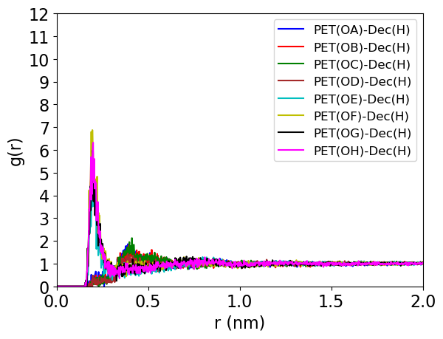 12
11
10
9
8
7
6
5
4
3
2
1
0
g(r)
PET(OA)-Dec(H)
PET(OB)-Dec(H)
PET(OC)-Dec(H)
PET(OD)-Dec(H)
PET(OE)-Dec(H)
PET(OF)-Dec(H)
PET(OG)-Dec(H)
PET(OH)-Dec(H)
0.0 0.5 1.0 1.5 2.0
r (nm)